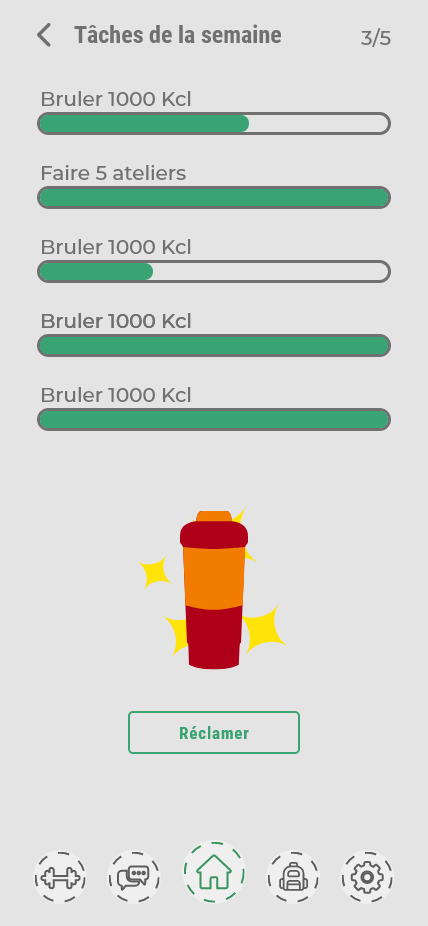 Tâches de la semaine
3/5
Bruler 1000 Kcl
Faire 5 ateliers
Bruler 1000 Kcl
Bruler 1000 Kcl
Bruler 1000 Kcl
Réclamer